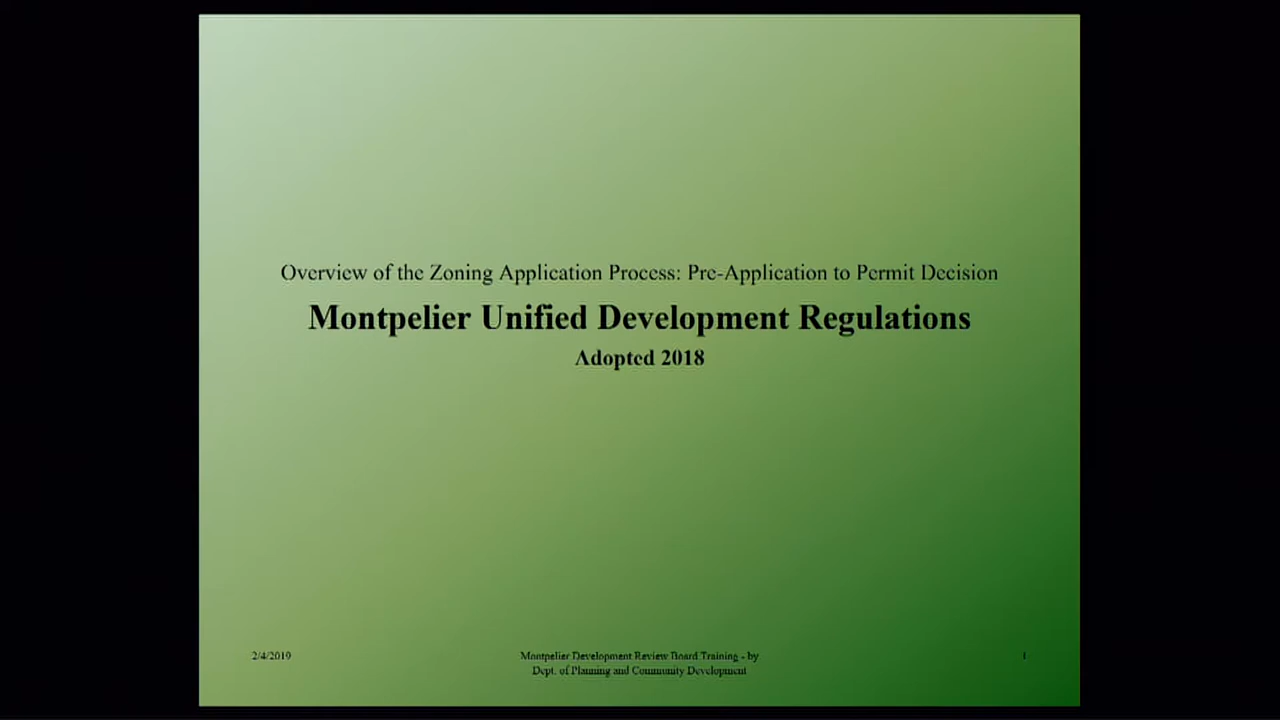 Overview of the Zoning Application Process: Pre-Application to Permit Decision
Montpelier Unified Development Regulations
Adopted 2018
2/4/2019
Montpelier Development Review Board Training - by
Dept. of Planning and Community Development
1